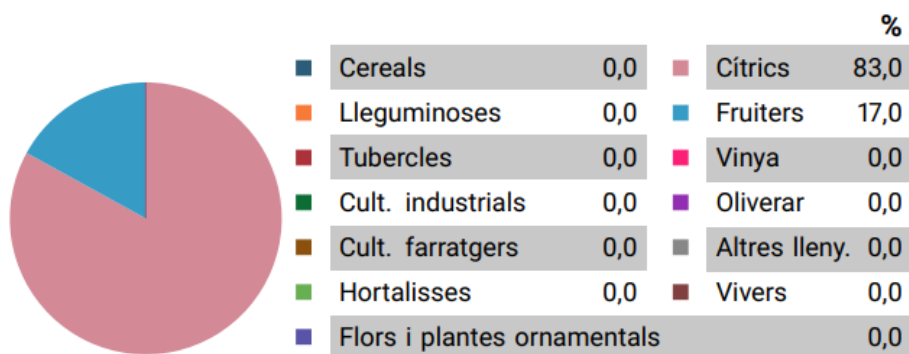 %
Cereals 0,0 Cítrics 83,0
Lleguminoses 0,0 Fruiters 17,0
Tubercles 0,0 Vinya 0,0
Cult. industrials 0,0 Oliverar 0,0
Cult. farratgers 0,0 Altres lleny. 0,0
Hortalisses 0,0 Vivers 0,0
Flors i plantes ornamentals 0,0